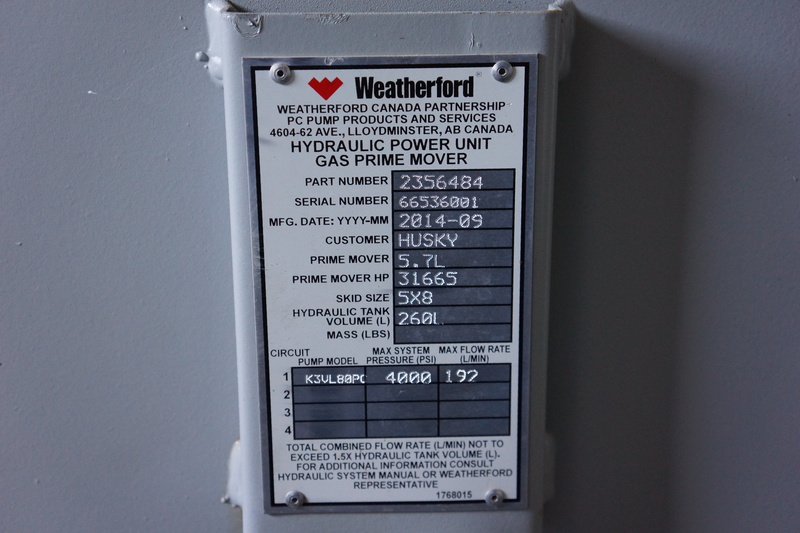 Weatherford
WEATHERFORD CANADA PARTNERSHIP
PC PUMP PRODUCTS AND SERVICES
4604-62 AVE., LLOYDMINSTER, AB CANADA
HYDRAULIC POWER UNIT
GAS PRIME MOVER
PART NUMBER 2356484
SERIAL NUMBER 66536001
MFG. DATE: YYYY-MM 2014-09
CUSTOMER HUSKY
PRIME MOVER 5.7L
PRIME MOVER HP 31665
SKID SIZE 5X8
HYDRAULIC TANK
VOLUME (L) 260L
MASS (LBS)
CIRCUIT PUMP MODEL MAX SYSTEM PRESSURE (PSI) MAX FLOW RATE (L/MIN)
1 K3VL80PC 4000 192
2
3
4
TOTAL COMBINED FLOW RATE (L/MIN) NOT TO
EXCEED 1.5X HYDRAULIC TANK VOLUME (L).
FOR ADDITIONAL INFORMATION CONSULT
HYDRAULIC SYSTEM MANUAL OR WEATHERFORD
REPRESENTATIVE
1768015